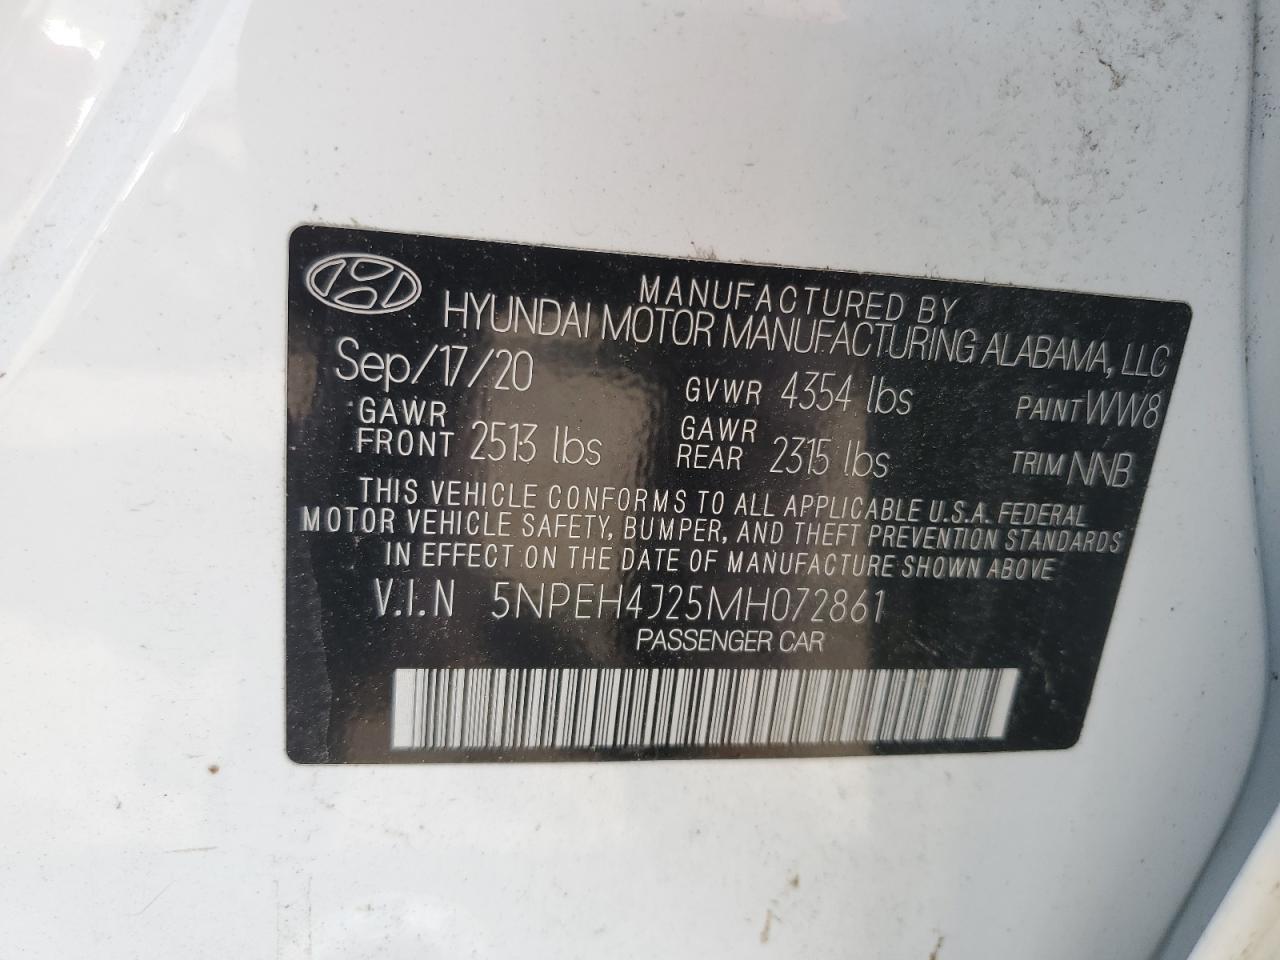 MANUFACTURED BY
HYUNDAI MOTOR MANUFACTURING ALABAMA, LLC
Sep/17/20 GVWR 4354 lbs PAINT WW8
GAWR FRONT 2513 lbs GAWR REAR 2315 lbs TRIM NNB
THIS VEHICLE CONFORMS TO ALL APPLICABLE U.S.A. FEDERAL
MOTOR VEHICLE SAFETY, BUMPER, AND THEFT PREVENTION STANDARDS
IN EFFECT ON THE DATE OF MANUFACTURE SHOWN ABOVE
V.I.N 5NPEH4J25MH072861
PASSENGER CAR